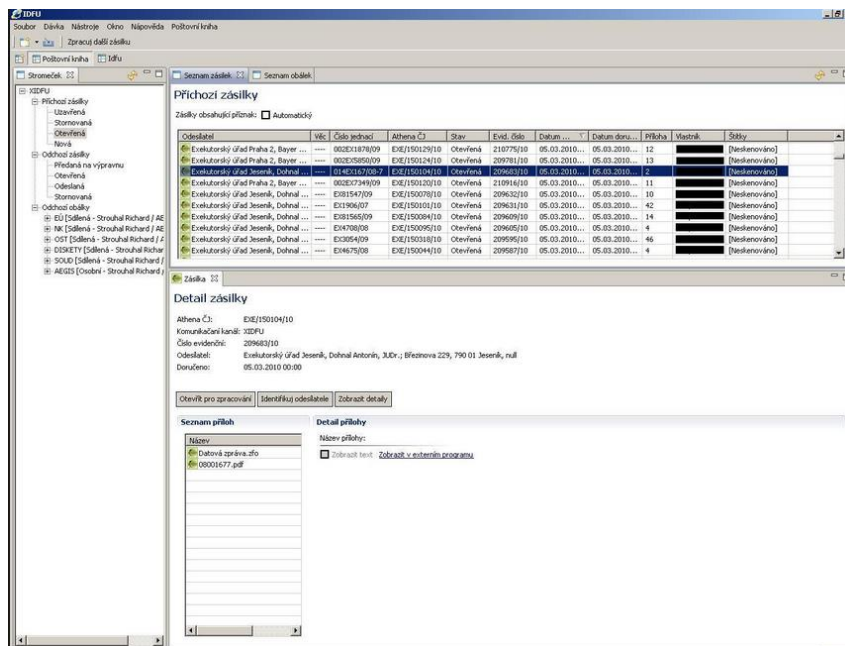 IDFU
Soubor Dávka Nástroje Okno Nápověda Poštovní kniha
Zpracuj další zásilku
Poštovní kniha Idfu
Stromeček
XIDFU
Příchozí zásilky
Uzavřená
Stornovaná
Otevřená
Nová
Odchozí zásilky
Předaná na výpravnu
Otevřená
Odeslaná
Stornovaná
Odchozí obálky
EÚ [Sdílená - Strouhal Richard / AE
NK [Sdílená - Strouhal Richard / AE
OST [Sdílená - Strouhal Richard / A
DISKETY [Sdílená - Strouhal Richar
SOUD [Sdílená - Strouhal Richard /
AEGIS [Osobní - Strouhal Richard /
Seznam zásilek Seznam obálek
Příchozí zásilky
Zásilky obsahující příznak: Automatický
Odesílatel Věc Číslo jednací Athena ČJ Stav Evid. číslo Datum ... Datum doru... Příloha Vlastník Štítky
Exekutorský úřad Praha 2, Bayer ... ---- 002EX1878/09 EXE/150129/10 Otevřená 210775/10 05.03.2010... 05.03.2010... 12 [Neskenováno]
Exekutorský úřad Praha 2, Bayer ... ---- 002EX5850/09 EXE/150124/10 Otevřená 209781/10 05.03.2010... 05.03.2010... 13 [Neskenováno]
Exekutorský úřad Jeseník, Dohnal ... ---- 014EX167/08-7 EXE/150104/10 Otevřená 209683/10 05.03.2010... 05.03.2010... 2 [Neskenováno]
Exekutorský úřad Praha 2, Bayer ... ---- 002EX7349/09 EXE/150120/10 Otevřená 210916/10 05.03.2010... 05.03.2010... 11 [Neskenováno]
Exekutorský úřad Jeseník, Dohnal ... ---- EX81547/09 EXE/150078/10 Otevřená 209632/10 05.03.2010... 05.03.2010... 10 [Neskenováno]
Exekutorský úřad Jeseník, Dohnal ... ---- EX1906/07 EXE/150101/10 Otevřená 209631/10 05.03.2010... 05.03.2010... 42 [Neskenováno]
Exekutorský úřad Jeseník, Dohnal ... ---- EX81565/09 EXE/150084/10 Otevřená 209609/10 05.03.2010... 05.03.2010... 14 [Neskenováno]
Exekutorský úřad Jeseník, Dohnal ... ---- EX4708/08 EXE/150095/10 Otevřená 209605/10 05.03.2010... 05.03.2010... 4 [Neskenováno]
Exekutorský úřad Jeseník, Dohnal ... ---- EX3054/09 EXE/150318/10 Otevřená 209595/10 05.03.2010... 05.03.2010... 46 [Neskenováno]
Exekutorský úřad Jeseník, Dohnal ... ---- EX4675/08 EXE/150044/10 Otevřená 209587/10 05.03.2010... 05.03.2010... 4 [Neskenováno]
Zásilka
Detail zásilky
Athena ČJ: EXE/150104/10
Komunikačaní kanál: XIDFU
Číslo evidenční: 209683/10
Odesílatel: Exekutorský úřad Jeseník, Dohnal Antonín, JUDr.; Březinova 229, 790 01 Jeseník, null
Doručeno: 05.03.2010 00:00
Otevřít pro zpracování Identifikuj odesílatele Zobrazit detaily
Seznam příloh
Název
Datová zpráva.zfo
08001677.pdf
Detail přílohy
Název přílohy:
Zobrazit text Zobrazit v externím programu